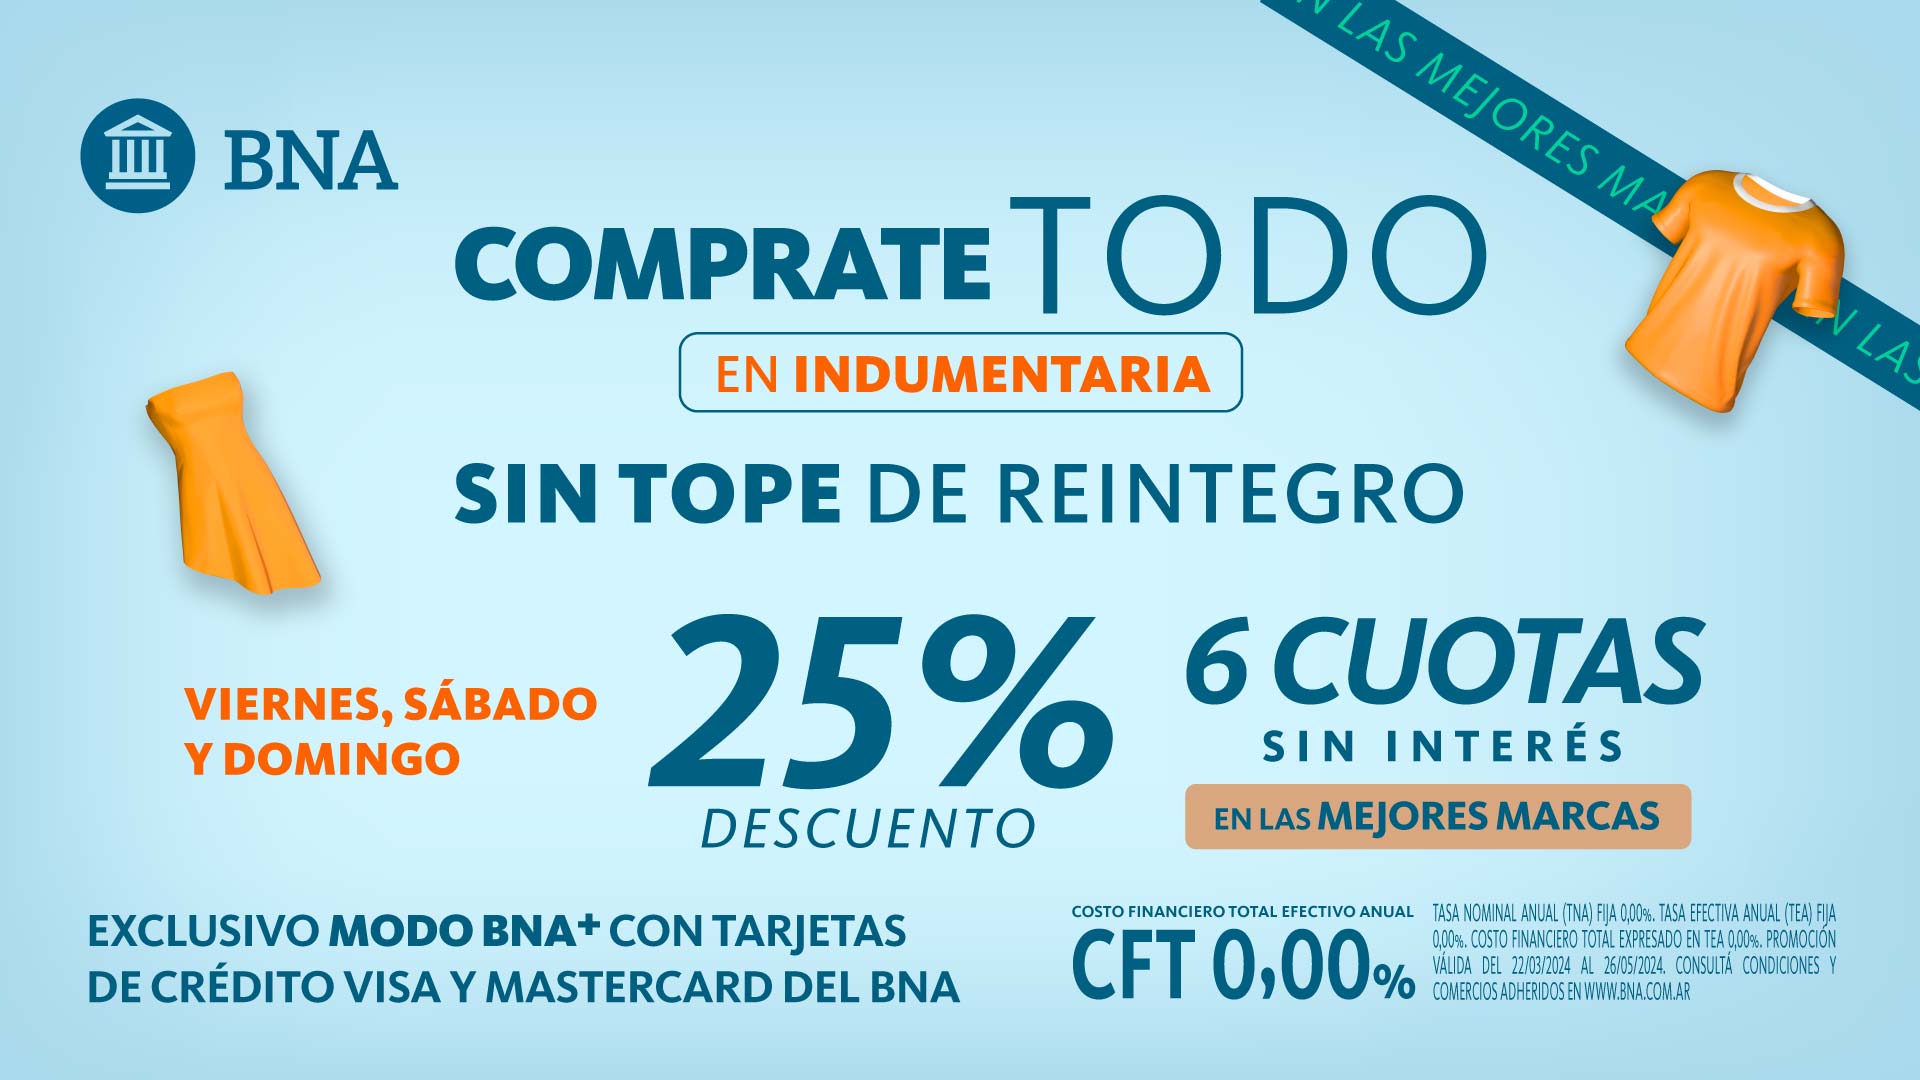 N LAS MEJORES MA
N LAS
BNA
COMPRATE TODO
EN INDUMENTARIA
SIN TOPE DE REINTEGRO
VIERNES, SÁBADO
Y DOMINGO
25%
DESCUENTO
6 CUOTAS
SIN INTERÉS
EN LAS MEJORES MARCAS
EXCLUSIVO MODO BNA+ CON TARJETAS
DE CRÉDITO VISA Y MASTERCARD DEL BNA
COSTO FINANCIERO TOTAL EFECTIVO ANUAL
CFT 0,00%
TASA NOMINAL ANUAL (TNA) FIJA 0,00%. TASA EFECTIVA ANUAL (TEA) FIJA
0,00%. COSTO FINANCIERO TOTAL EXPRESADO EN TEA 0,00%. PROMOCIÓN
VÁLIDA DEL 22/03/2024 AL 26/05/2024. CONSULTÁ CONDICIONES Y
COMERCIOS ADHERIDOS EN WWW.BNA.COM.AR